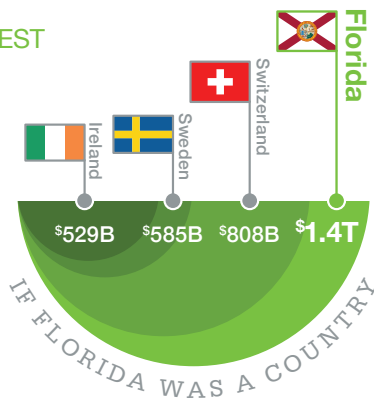 EST
Florida
Switzerland
Sweden
Ireland
$529B $585B $808B $1.4T
IF FLORIDA WAS A COUNTRY